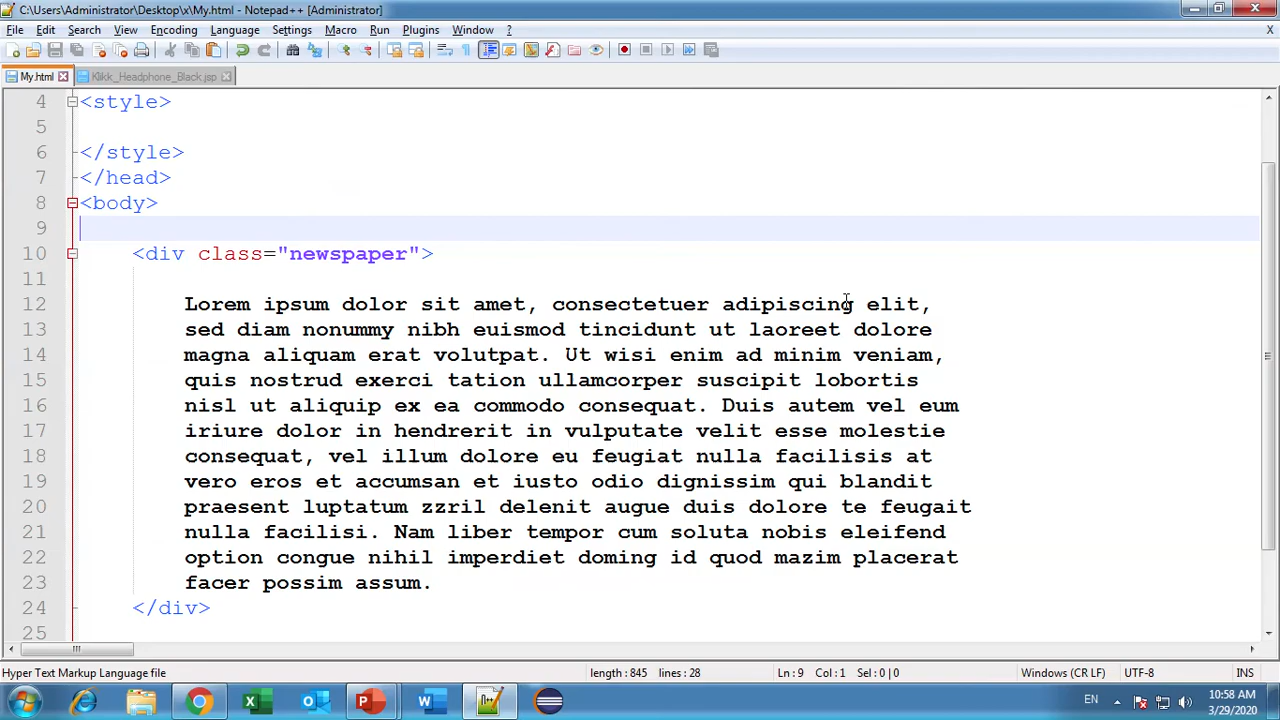 C:\Users\Administrator\Desktop\x\My.html - Notepad++ [Administrator]
File Edit Search View Encoding Language Settings Macro Run Plugins Window ? X
My.html Klikk_Headphone_Black.jsp
4 <style>
5
6 </style>
7 </head>
8 <body>
9
10 <div class="newspaper">
11
12 Lorem ipsum dolor sit amet, consectetuer adipiscing elit,
13 sed diam nonummy nibh euismod tincidunt ut laoreet dolore
14 magna aliquam erat volutpat. Ut wisi enim ad minim veniam,
15 quis nostrud exerci tation ullamcorper suscipit lobortis
16 nisl ut aliquip ex ea commodo consequat. Duis autem vel eum
17 iriure dolor in hendrerit in vulputate velit esse molestie
18 consequat, vel illum dolore eu feugiat nulla facilisis at
19 vero eros et accumsan et iusto odio dignissim qui blandit
20 praesent luptatum zzril delenit augue duis dolore te feugait
21 nulla facilisi. Nam liber tempor cum soluta nobis eleifend
22 option congue nihil imperdiet doming id quod mazim placerat
23 facer possim assum.
24 </div>
25
Hyper Text Markup Language file length : 845 lines : 28 Ln : 9 Col : 1 Sel : 0 | 0 Windows (CR LF) UTF-8 INS
EN 10:58 AM
3/29/2020